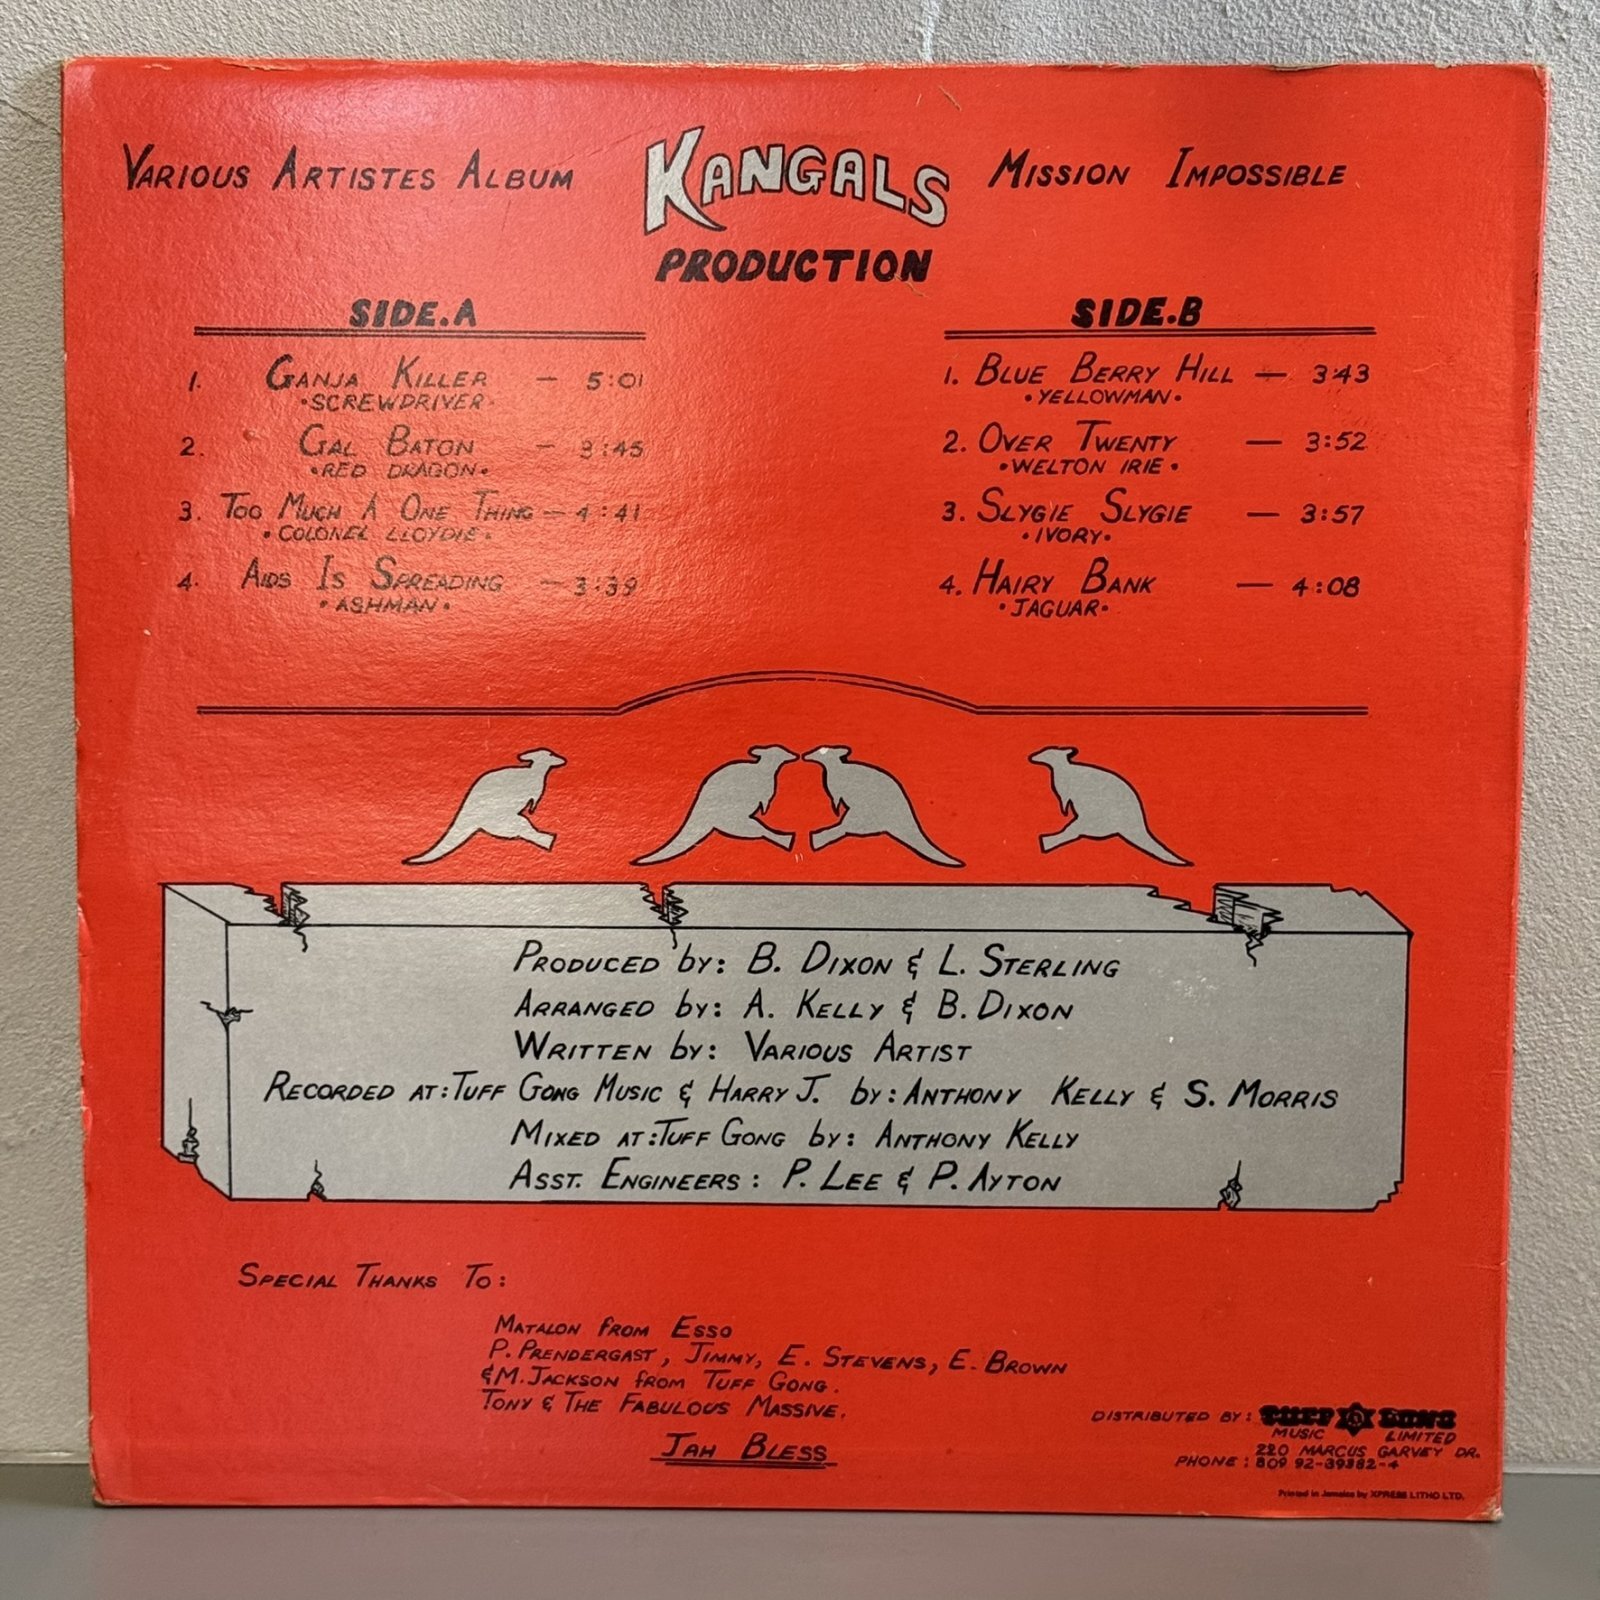 VARIOUS ARTISTES ALBUM KANGALS MISSION IMPOSSIBLE
PRODUCTION
SIDE.A
1. GANJA KILLER — 5:01
•SCREWDRIVER•
2. GAL BATON — 3:45
•RED DRAGON•
3. TOO MUCH A ONE THING — 4:41
•COLONEL LLOYDIE•
4. AIDS IS SPREADING — 3:39
•ASHMAN•
SIDE.B
1. BLUE BERRY HILL — 3:43
•YELLOWMAN•
2. OVER TWENTY — 3:52
•WELTON IRIE•
3. SLYGIE SLYGIE — 3:57
•IVORY•
4. HAIRY BANK — 4:08
•JAGUAR•
PRODUCED by: B. DIXON & L. STERLING
ARRANGED by: A. KELLY & B. DIXON
WRITTEN by: VARIOUS ARTIST
RECORDED AT: TUFF GONG MUSIC & HARRY J. by: ANTHONY KELLY & S. MORRIS
MIXED AT: TUFF GONG by: ANTHONY KELLY
ASST. ENGINEERS: P. LEE & P. AYTON
SPECIAL THANKS TO:
MATALON FROM ESSO
P. PRENDERGAST, JIMMY, E. STEVENS, E. BROWN
& M. JACKSON FROM TUFF GONG.
TONY & THE FABULOUS MASSIVE.
JAH BLESS
DISTRIBUTED BY: TUFF GONG
MUSIC LIMITED
220 MARCUS GARVEY DR.
PHONE: 809 92-39382-4
Printed in Jamaica by XPRESS LITHO LTD.